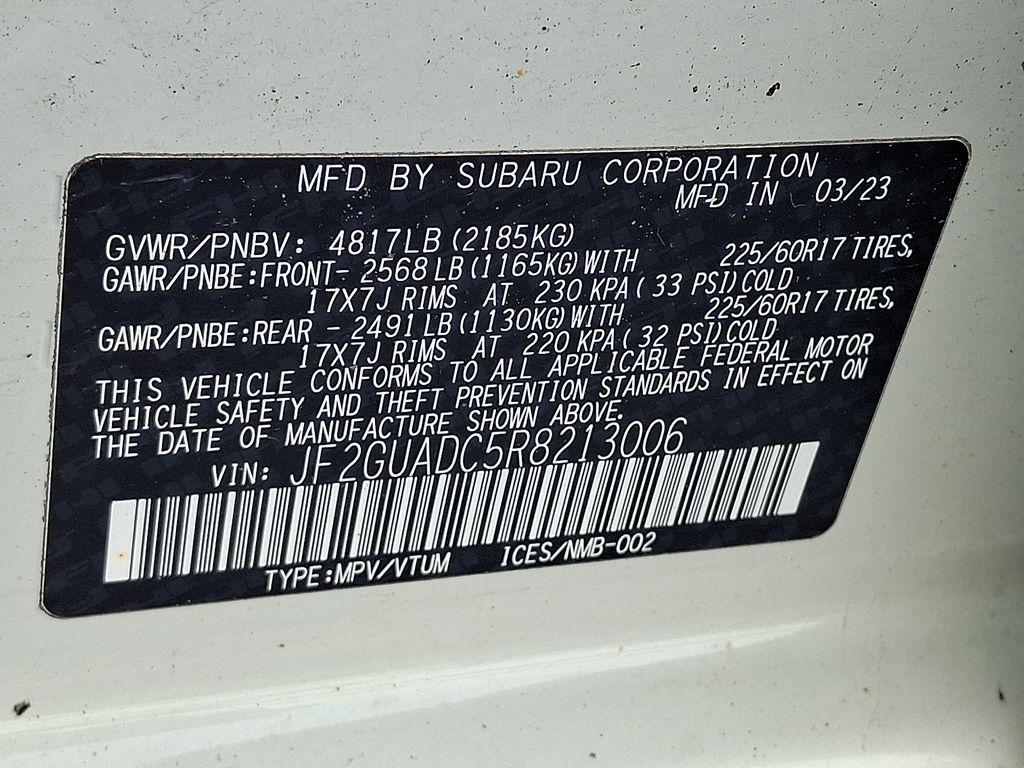 MFD BY SUBARU CORPORATION
MFD IN 03/23
GVWR/PNBV: 4817LB (2185KG)
GAWR/PNBE:FRONT- 2568 LB (1165KG) WITH 225/60R17 TIRES,
17X7J RIMS AT 230 KPA ( 33 PSI) COLD
GAWR/PNBE:REAR - 2491 LB (1130KG) WITH 225/60R17 TIRES,
17X7J RIMS AT 220 KPA ( 32 PSI) COLD
THIS VEHICLE CONFORMS TO ALL APPLICABLE FEDERAL MOTOR
VEHICLE SAFETY AND THEFT PREVENTION STANDARDS IN EFFECT ON
THE DATE OF MANUFACTURE SHOWN ABOVE.
VIN: JF2GUADC5R8213006
TYPE:MPV/VTUM ICES/NMB-002